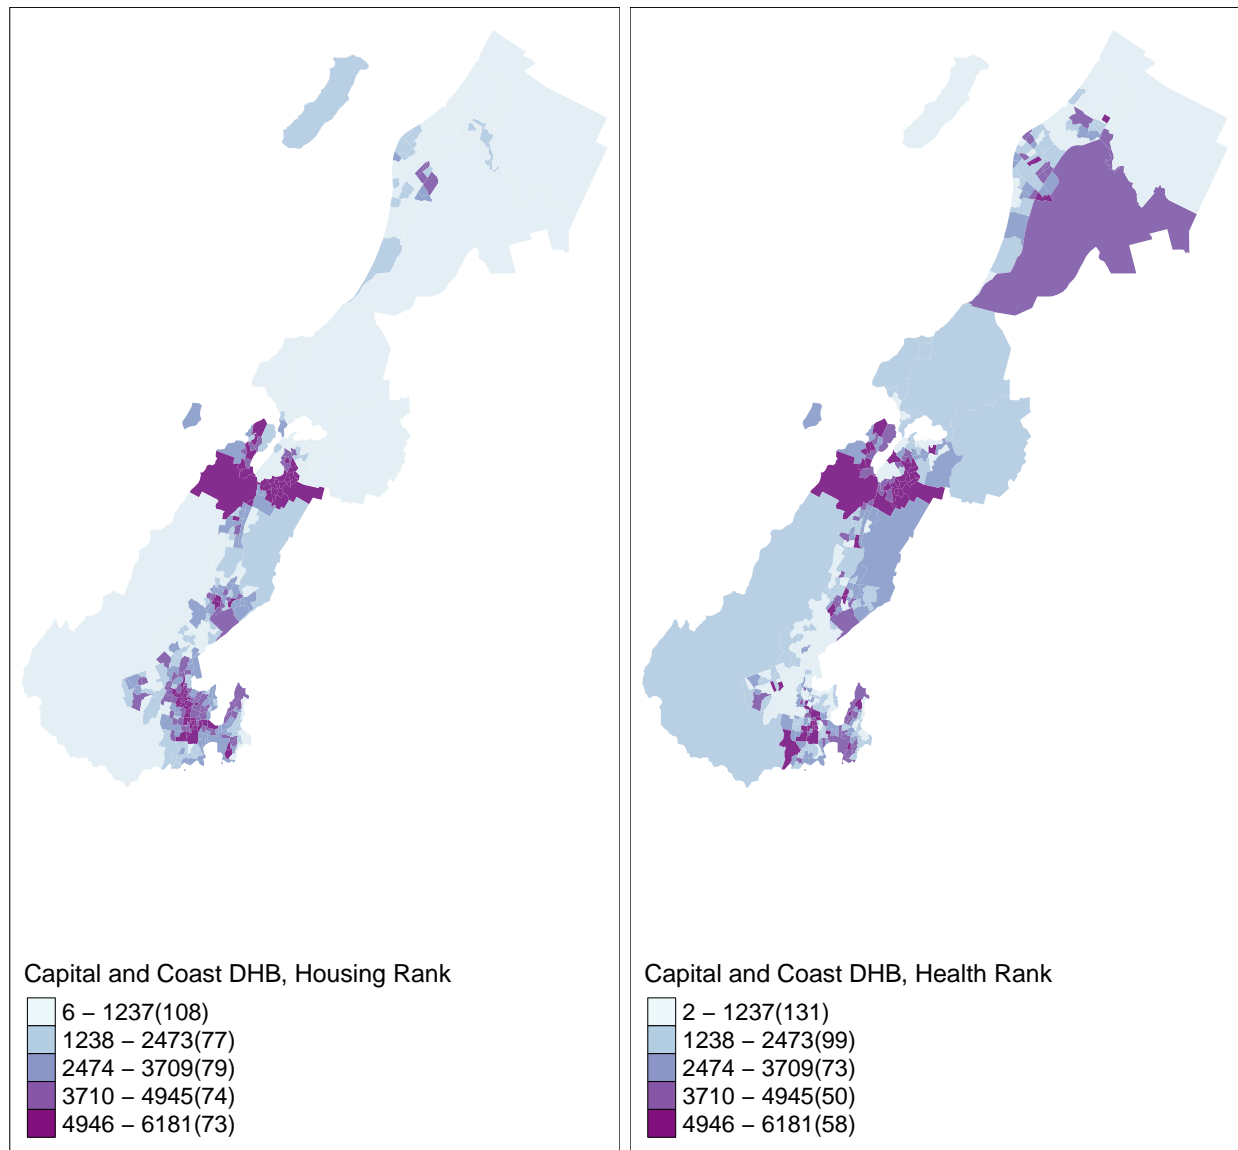 Capital and Coast DHB, Housing Rank
6 – 1237(108)
1238 – 2473(77)
2474 – 3709(79)
3710 – 4945(74)
4946 – 6181(73)
Capital and Coast DHB, Health Rank
2 – 1237(131)
1238 – 2473(99)
2474 – 3709(73)
3710 – 4945(50)
4946 – 6181(58)